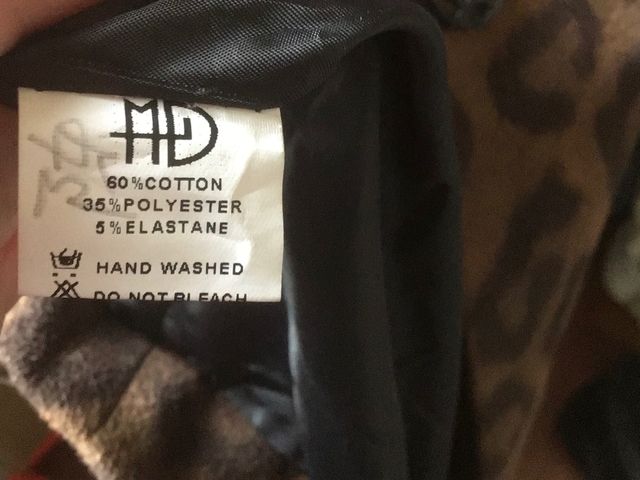 60% COTTON
35% POLYESTER
5% ELASTANE
HAND WASHED
DO NOT BLEACH